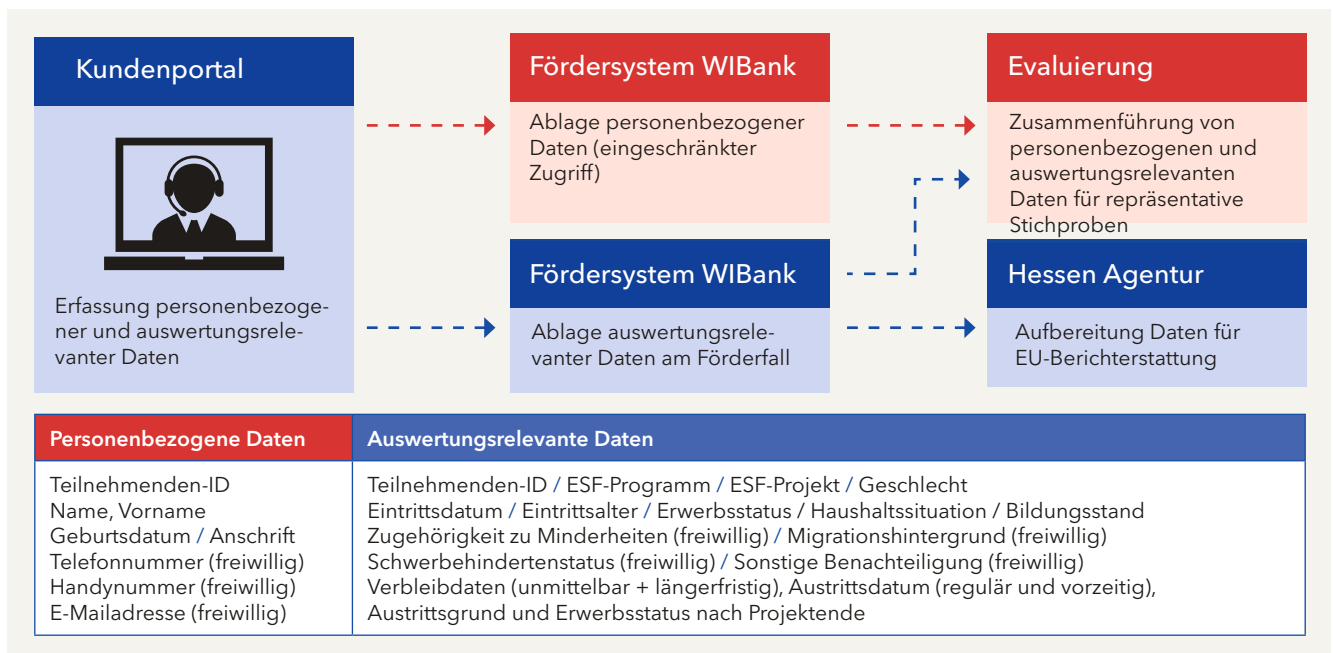 Kundenportal
Erfassung personenbezoge-
ner und auswertungsrele-
vanter Daten
Fördersystem WIBank
Ablage personenbezogener
Daten (eingeschränkter
Zugriff)
Evaluierung
Zusammenführung von
personenbezogenen und
auswertungsrelevanten
Daten für repräsentative
Stichproben
Fördersystem WIBank
Ablage auswertungsrele-
vanter Daten am Förderfall
Hessen Agentur
Aufbereitung Daten für
EU-Berichterstattung
Personenbezogene Daten
Teilnehmenden-ID
Name, Vorname
Geburtsdatum / Anschrift
Telefonnummer (freiwillig)
Handynummer (freiwillig)
E-Mailadresse (freiwillig)
Auswertungsrelevante Daten
Teilnehmenden-ID / ESF-Programm / ESF-Projekt / Geschlecht
Eintrittsdatum / Eintrittsalter / Erwerbsstatus / Haushaltssituation / Bildungsstand
Zugehörigkeit zu Minderheiten (freiwillig) / Migrationshintergrund (freiwillig)
Schwerbehindertenstatus (freiwillig) / Sonstige Benachteiligung (freiwillig)
Verbleibdaten (unmittelbar + längerfristig), Austrittsdatum (regulär und vorzeitig),
Austrittsgrund und Erwerbsstatus nach Projektende